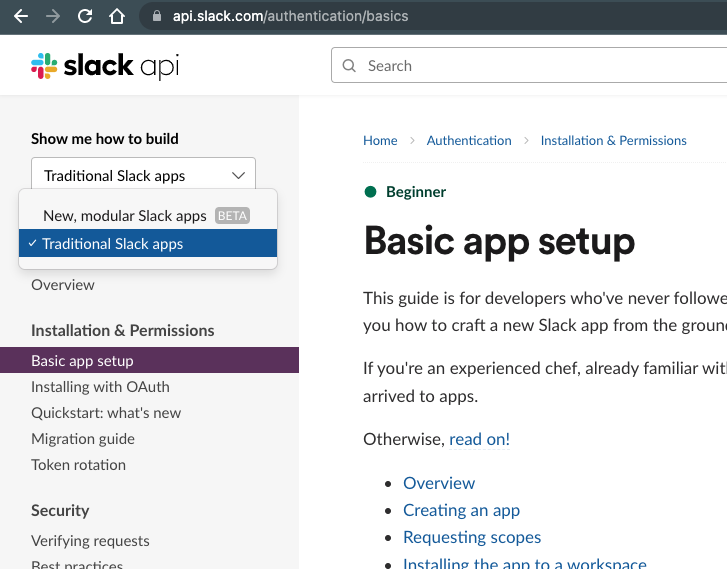 api.slack.com/authentication/basics
slack api
Search
Show me how to build
Traditional Slack apps
New, modular Slack apps BETA
✓ Traditional Slack apps
Overview
Installation & Permissions
Basic app setup
Installing with OAuth
Quickstart: what's new
Migration guide
Token rotation
Security
Verifying requests
Best practices
Home > Authentication > Installation & Permissions
Beginner
Basic app setup
This guide is for developers who've never followe
you how to craft a new Slack app from the groun
If you're an experienced chef, already familiar wit
arrived to apps.
Otherwise, read on!
• Overview
• Creating an app
• Requesting scopes
• Installing the app to a workspace